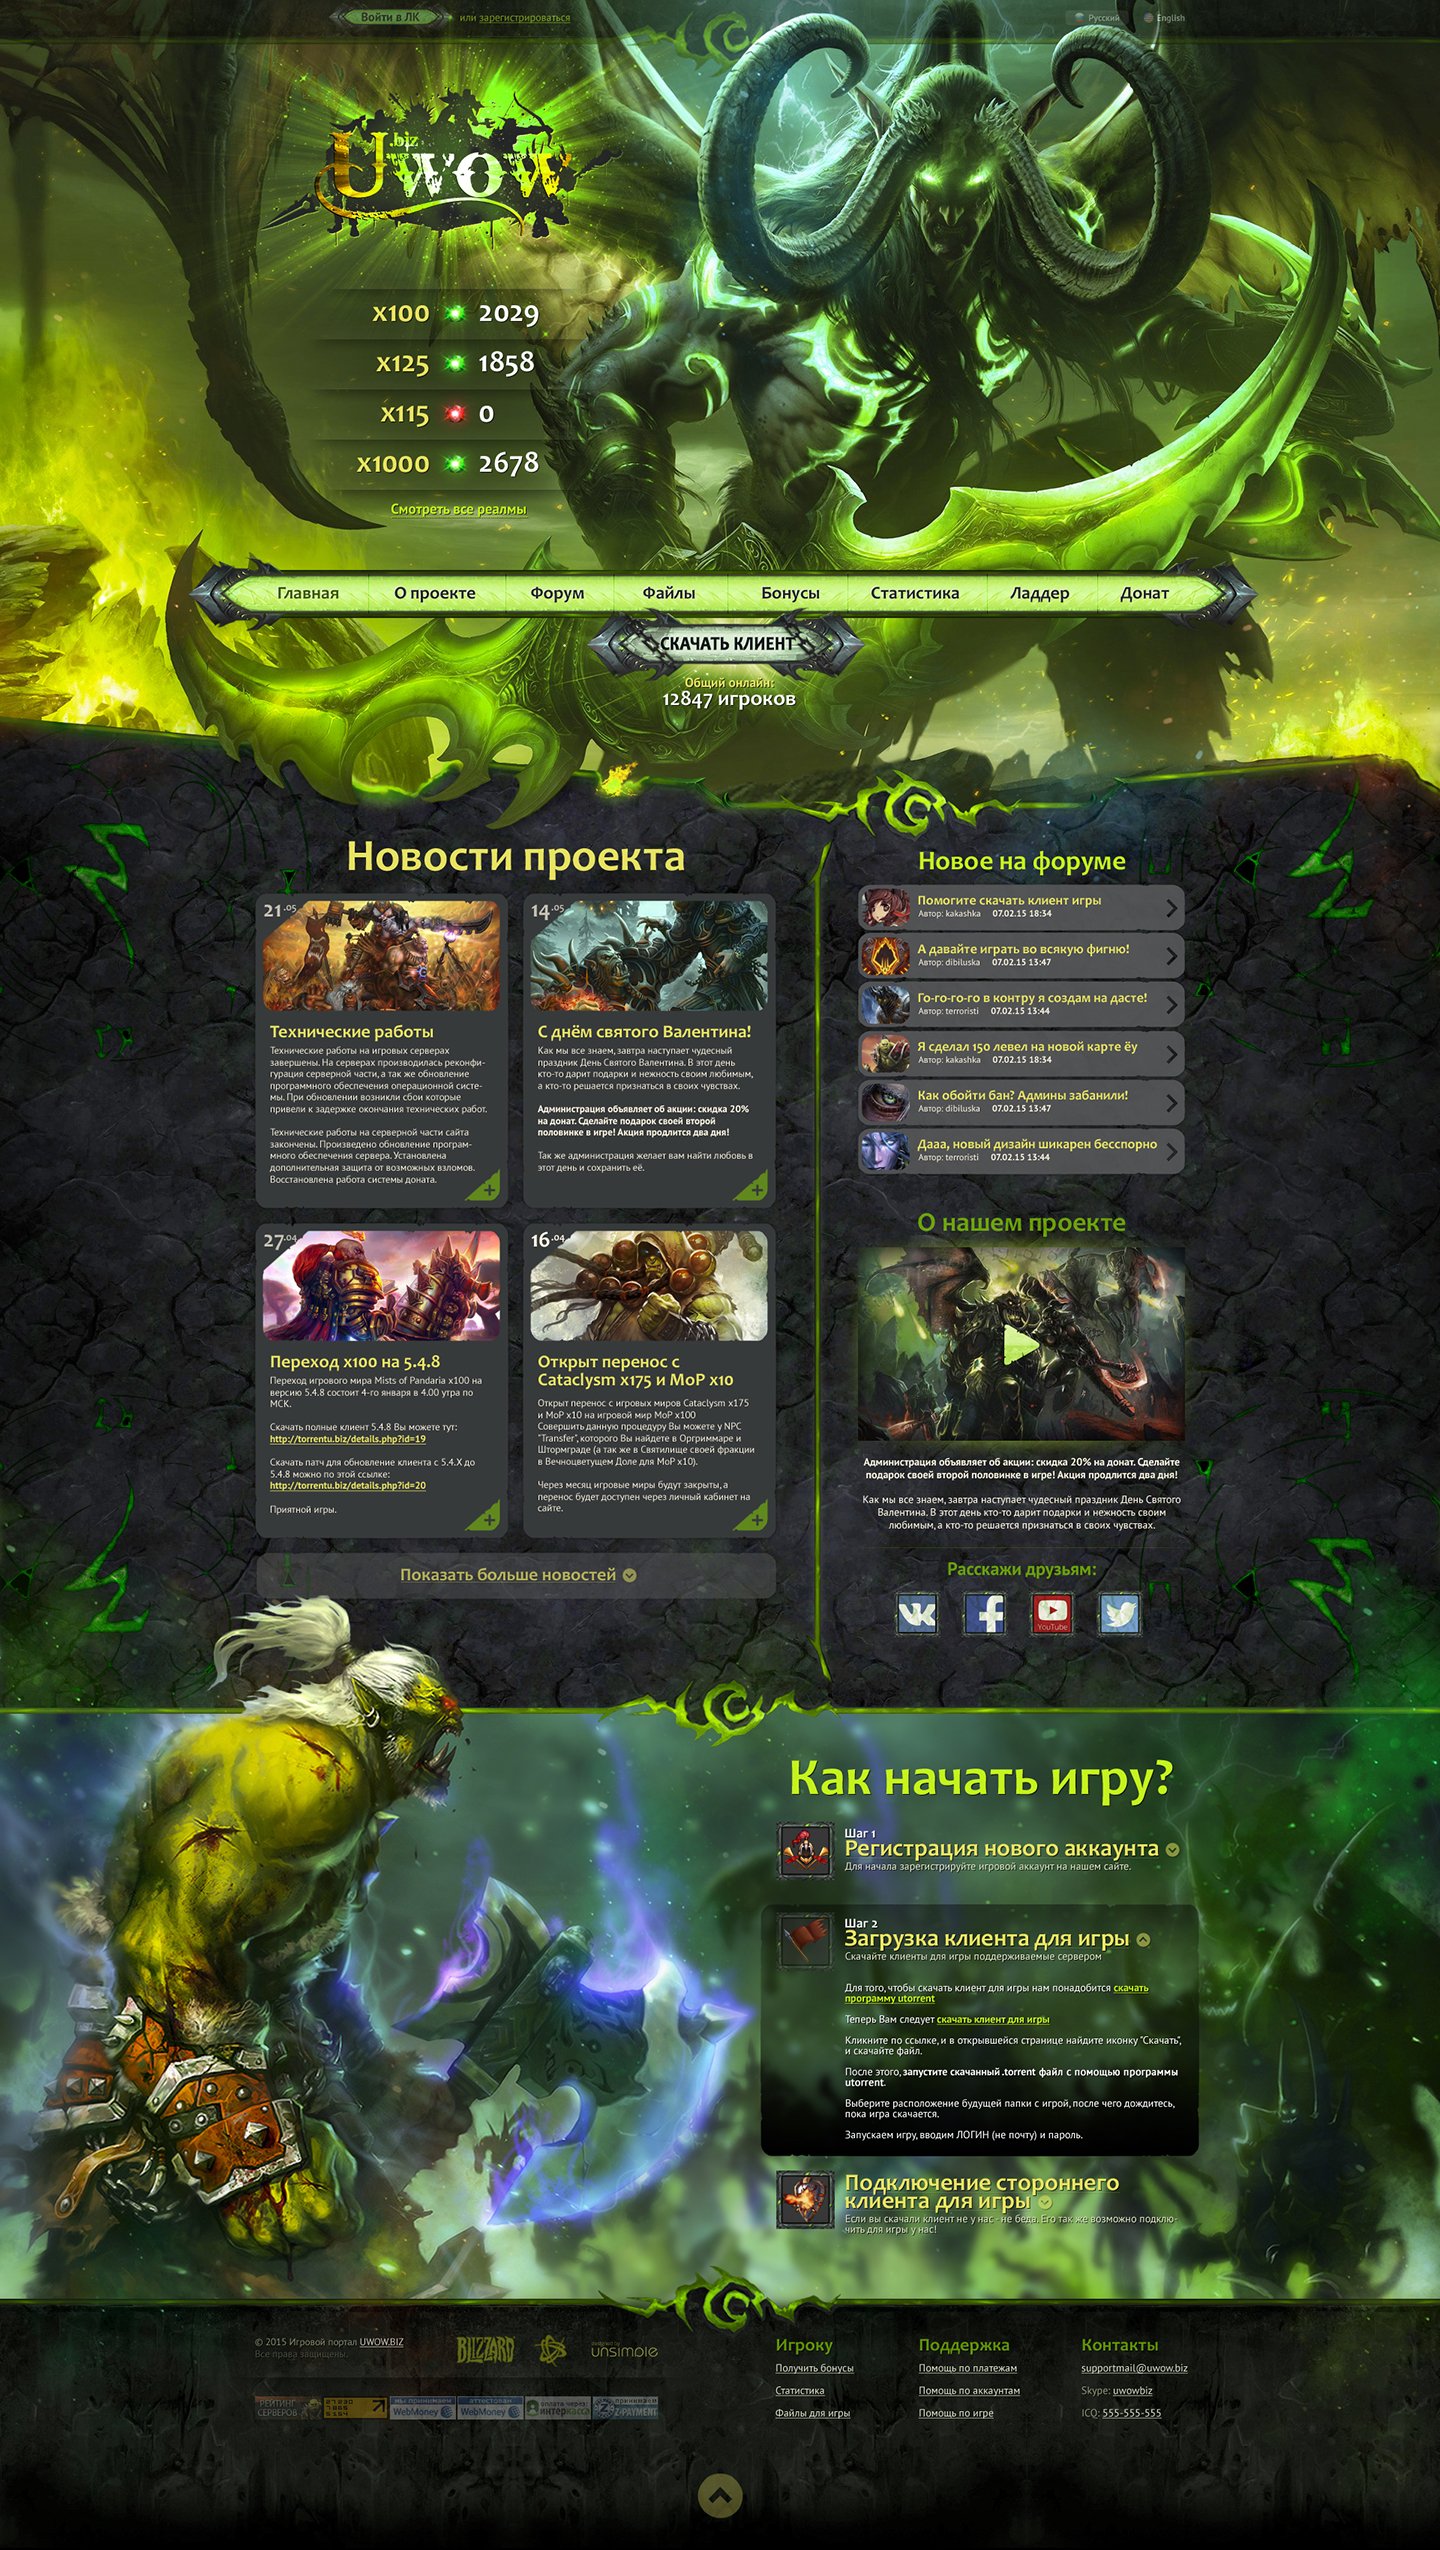 Войти в ЛК или зарегистрироваться
Русский English
.biz
Uwow
x100 2029
x125 1858
x115 0
x1000 2678
Смотреть все реалмы
Главная О проекте Форум Файлы Бонусы Статистика Ладдер Донат
СКАЧАТЬ КЛИЕНТ
Общий онлайн:
12847 игроков
Новости проекта
21.05
Технические работы
Технические работы на игровых серверах
завершены. На серверах производилась реконфи-
гурация серверной части, а так же обновление
программного обеспечения операционной систе-
мы. При обновлении возникли сбои которые
привели к задержке окончания технических работ.
Технические работы на серверной части сайта
закончены. Произведено обновление програм-
много обеспечения сервера. Установлена
дополнительная защита от возможных взломов.
Восстановлена работа системы доната.
14.05
С днём святого Валентина!
Как мы все знаем, завтра наступает чудесный
праздник День Святого Валентина. В этот день
кто-то дарит подарки и нежность своим любимым,
а кто-то решается признаться в своих чувствах.
Администрация объявляет об акции: скидка 20%
на донат. Сделайте подарок своей второй
половинке в игре! Акция продлится два дня!
Так же администрация желает вам найти любовь в
этот день и сохранить её.
27.04
Переход x100 на 5.4.8
Переход игрового мира Mists of Pandaria x100 на
версию 5.4.8 состоит 4-го января в 4.00 утра по
МСК.
Скачать полные клиент 5.4.8 Вы можете тут:
http://torrentu.biz/details.php?id=19
Скачать патч для обновление клиента с 5.4.X до
5.4.8 можно по этой ссылке:
http://torrentu.biz/details.php?id=20
Приятной игры.
16.04
Открыт перенос с
Cataclysm x175 и MoP x10
Открыт перенос с игровых миров Cataclysm x175
и MoP x10 на игровой мир MoP x100
Совершить данную процедуру Вы можете у NPC
"Transfer", которого Вы найдете в Оргриммаре и
Штормграде (а так же в Святилище своей фракции
в Вечноцветущем Доле для MoP x10).
Через месяц игровые миры будут закрыты, а
перенос будет доступен через личный кабинет на
сайте.
Показать больше новостей
Новое на форуме
Помогите скачать клиент игры
Автор: kakashka 07.02.15 18:34
А давайте играть во всякую фигню!
Автор: dibiluska 07.02.15 13:47
Го-го-го-го в контру я создам на дасте!
Автор: terroristi 07.02.15 13:44
Я сделал 150 левел на новой карте ёу
Автор: kakashka 07.02.15 18:34
Как обойти бан? Админы забанили!
Автор: dibiluska 07.02.15 13:47
Дааа, новый дизайн шикарен бесспорно
Автор: terroristi 07.02.15 13:44
О нашем проекте
Администрация объявляет об акции: скидка 20% на донат. Сделайте
подарок своей второй половинке в игре! Акция продлится два дня!
Как мы все знаем, завтра наступает чудесный праздник День Святого
Валентина. В этот день кто-то дарит подарки и нежность своим
любимым, а кто-то решается признаться в своих чувствах.
Расскажи друзьям:
YouTube
Как начать игру?
Шаг 1
Регистрация нового аккаунта
Для начала зарегистрируйте игровой аккаунт на нашем сайте.
Шаг 2
Загрузка клиента для игры
Скачайте клиенты для игры поддерживаемые сервером
Для того, чтобы скачать клиент для игры нам понадобится скачать
программу utorrent
Теперь Вам следует скачать клиент для игры
Кликните по ссылке, и в открывшейся странице найдите иконку "Скачать",
и скачайте файл.
После этого, запустите скачанный .torrent файл с помощью программы
utorrent.
Выберите расположение будущей папки с игрой, после чего дождитесь,
пока игра скачается.
Запускаем игру, вводим ЛОГИН (не почту) и пароль.
Подключение стороннего
клиента для игры
Если вы скачали клиент не у нас - не беда. Его так же возможно подклю-
чить для игры у нас!
© 2015 Игровой портал UWOW.BIZ
Все права защищены.
BLIZZARD
designed by
unsimple
РЕЙТИНГ
СЕРВЕРОВ
мы принимаем
WebMoney
аттестован
WebMoney
оплата через:
интеркасса
принимаем
Z-PAYMENT
Игроку
Получить бонусы
Статистика
Файлы для игры
Поддержка
Помощь по платежам
Помощь по аккаунтам
Помощь по игре
Контакты
supportmail@uwow.biz
Skype: uwowbiz
ICQ: 555-555-555